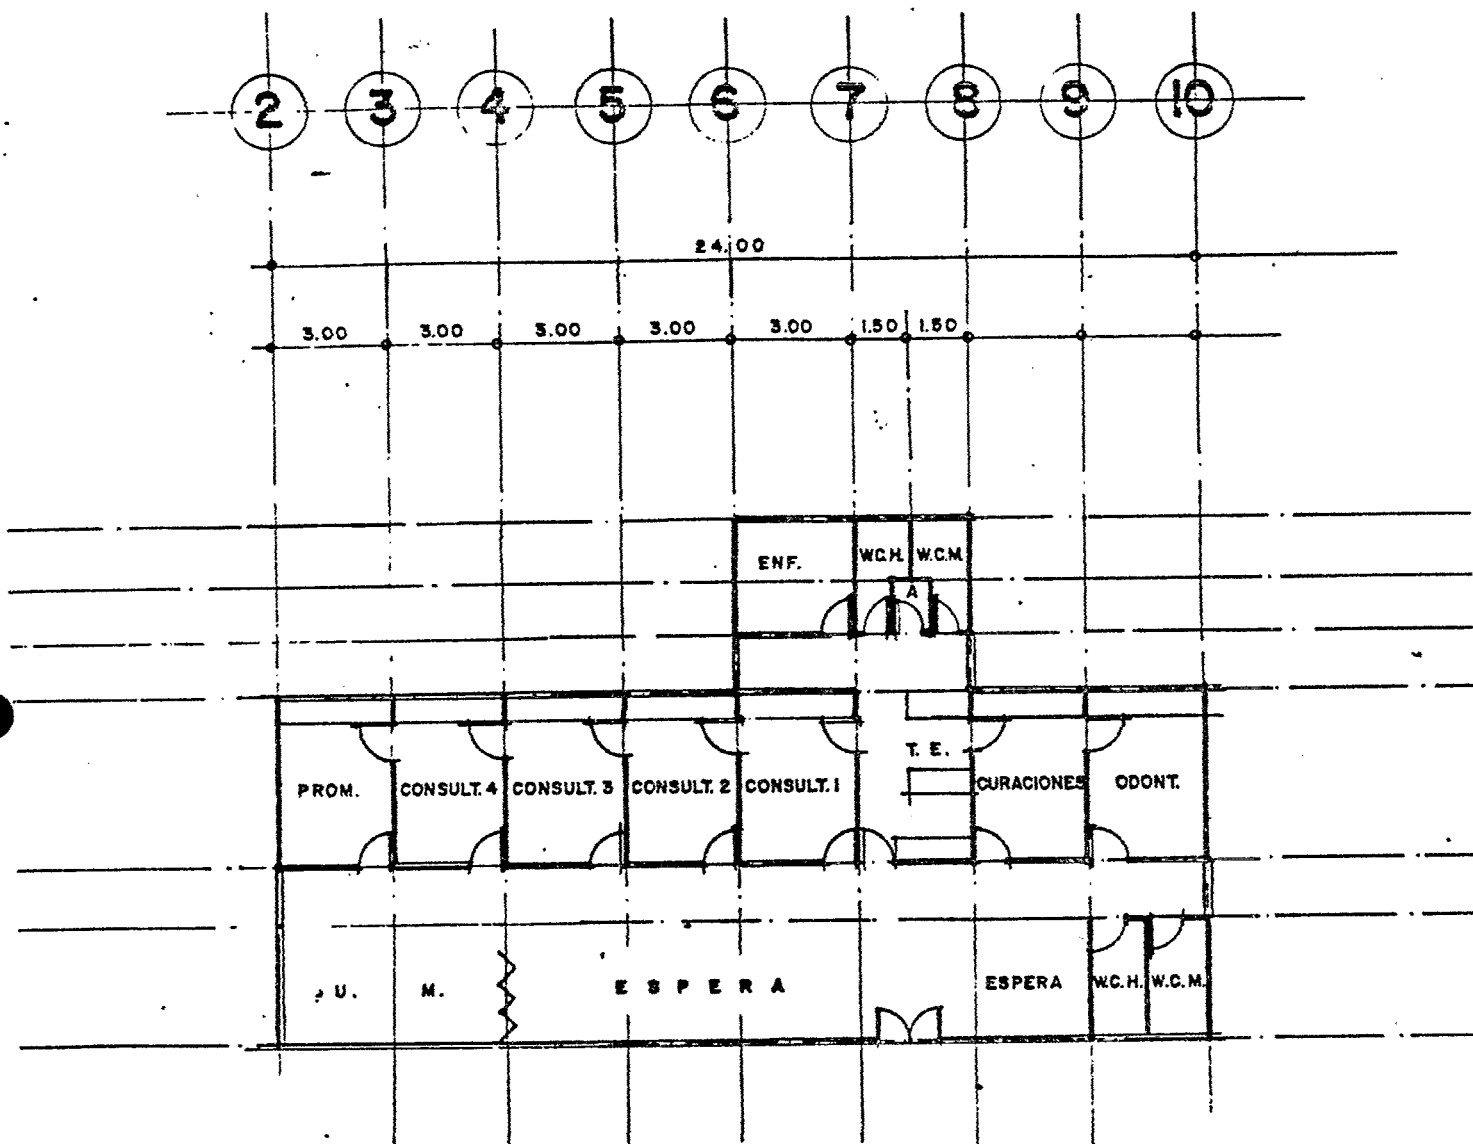 2 3 4 5 6 7 8 9 10
24.00
3.00 3.00 3.00 3.00 3.00 1.50 1.50
ENF. W.C.H. W.C.M.
A
T. E.
PROM. CONSULT. 4 CONSULT. 3 CONSULT. 2 CONSULT. 1 CURACIONES ODONT.
U. M. ESPERA ESPERA W.C.H. W.C.M.